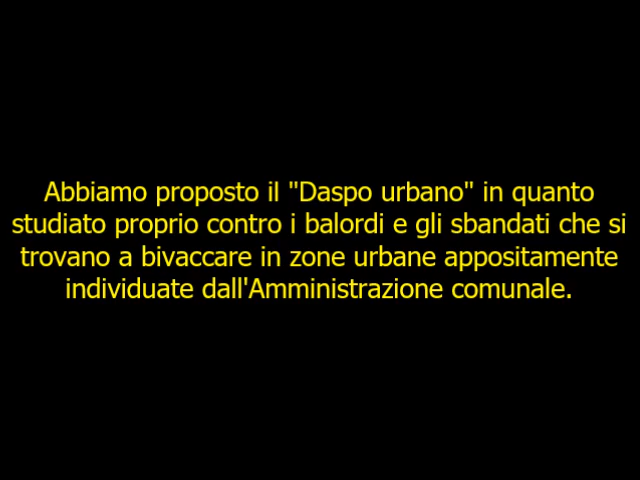 Abbiamo proposto il "Daspo urbano" in quanto
studiato proprio contro i balordi e gli sbandati che si
trovano a bivaccare in zone urbane appositamente
individuate dall'Amministrazione comunale.